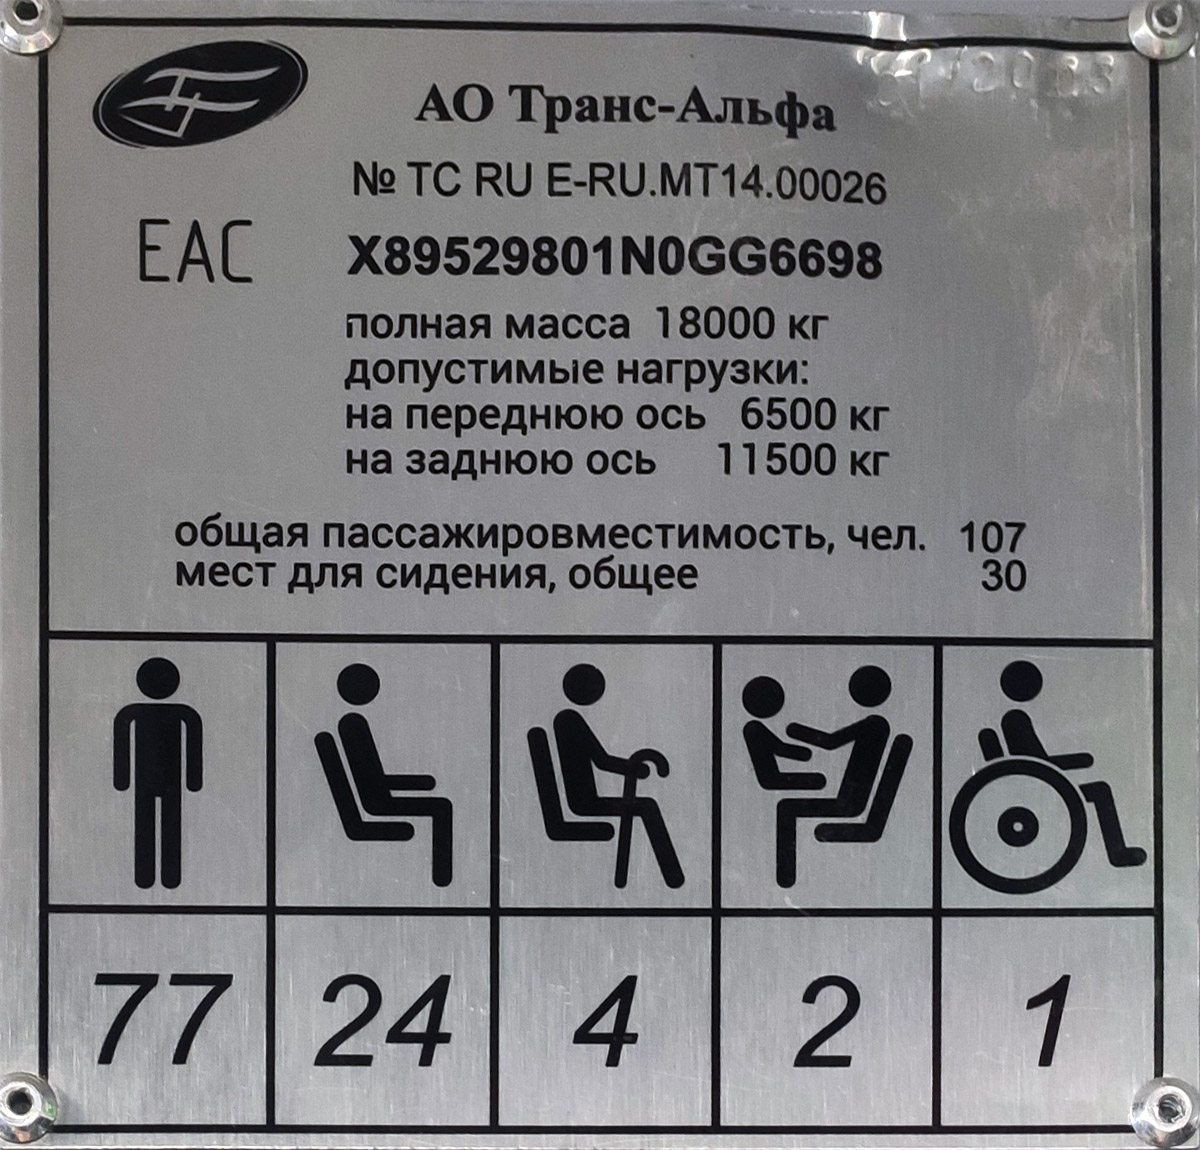 АО Транс-Альфа
№ ТС RU E-RU.MT14.00026
EAC
X89529801N0GG6698
полная масса 18000 кг
допустимые нагрузки:
на переднюю ось 6500 кг
на заднюю ось 11500 кг
общая пассажировместимость, чел. 107
мест для сидения, общее 30
77 24 4 2 1